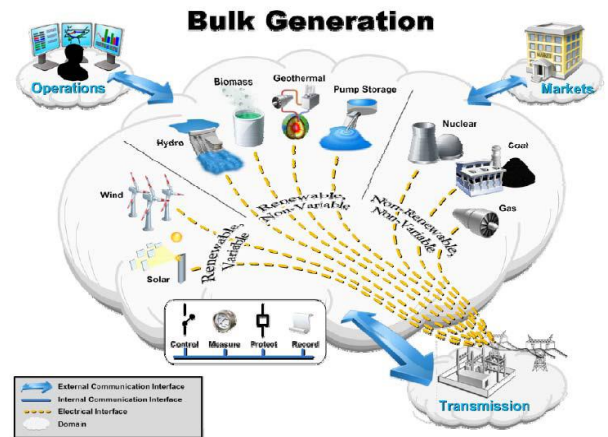 Bulk Generation
Operations
Markets
Biomass
Geothermal
Pump Storage
Hydro
Nuclear
Coal
Gas
Wind
Solar
Renewable,
Variable
Renewable,
Non-Variable
Non-Renewable,
Non-Variable
Control
Measure
Protect
Record
Transmission
External Communication Interface
Internal Communication Interface
Electrical Interface
Domain